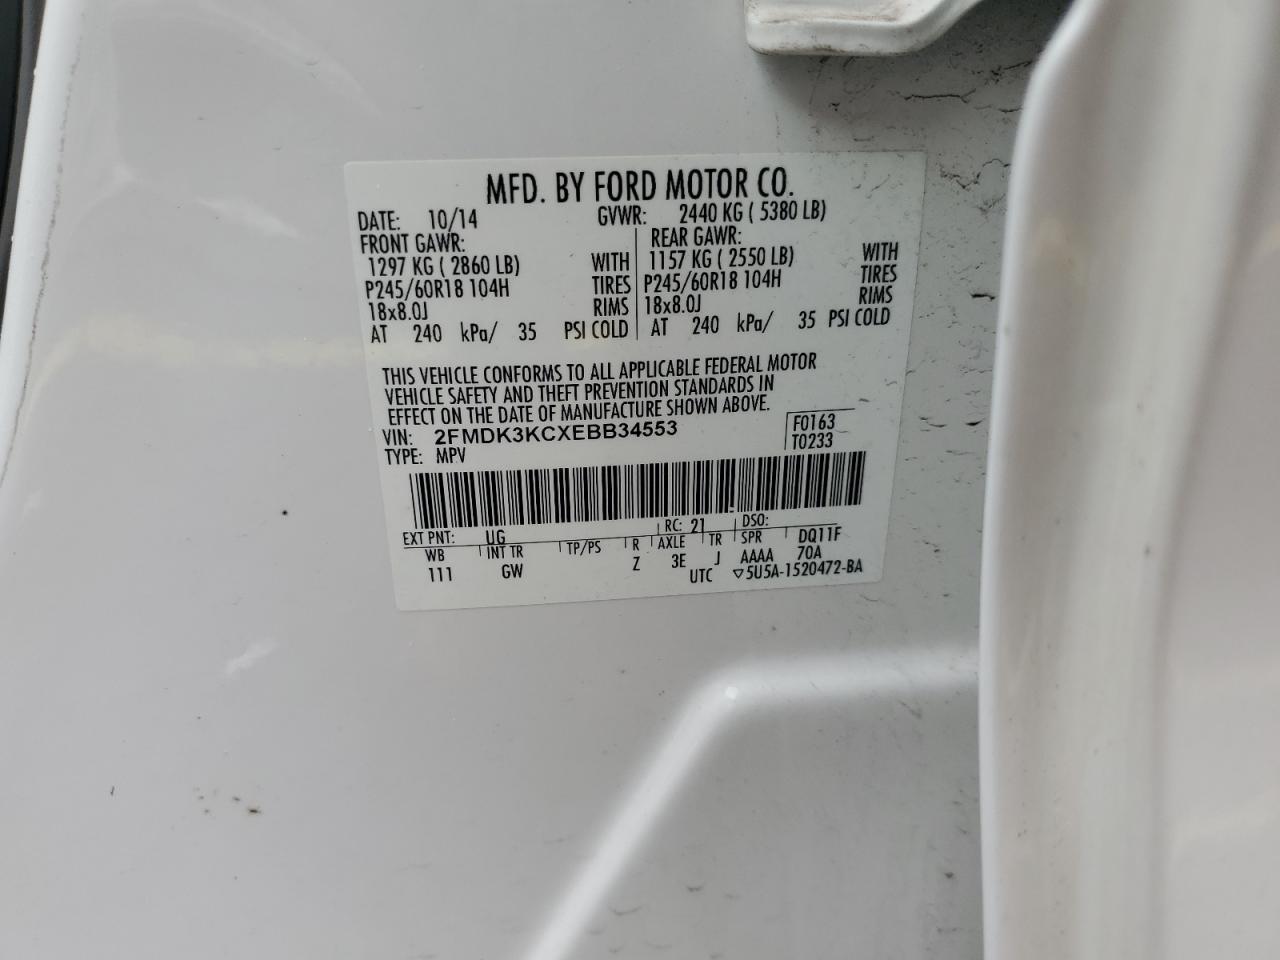 MFD. BY FORD MOTOR CO.
DATE: 10/14 GVWR: 2440 KG ( 5380 LB)
FRONT GAWR: REAR GAWR:
1297 KG ( 2860 LB) WITH 1157 KG ( 2550 LB) WITH
P245/60R18 104H TIRES P245/60R18 104H TIRES
18x8.0J RIMS 18x8.0J RIMS
AT 240 kPa/ 35 PSI COLD AT 240 kPa/ 35 PSI COLD
THIS VEHICLE CONFORMS TO ALL APPLICABLE FEDERAL MOTOR
VEHICLE SAFETY AND THEFT PREVENTION STANDARDS IN
EFFECT ON THE DATE OF MANUFACTURE SHOWN ABOVE.
VIN: 2FMDK3KCXEBB34553 F0163
TYPE: MPV T0233
EXT PNT: UG RC: 21 DSO:
WB INT TR TP/PS R AXLE TR SPR DQ11F
111 GW Z 3E J AAAA 70A
UTC ▽5U5A-1520472-BA